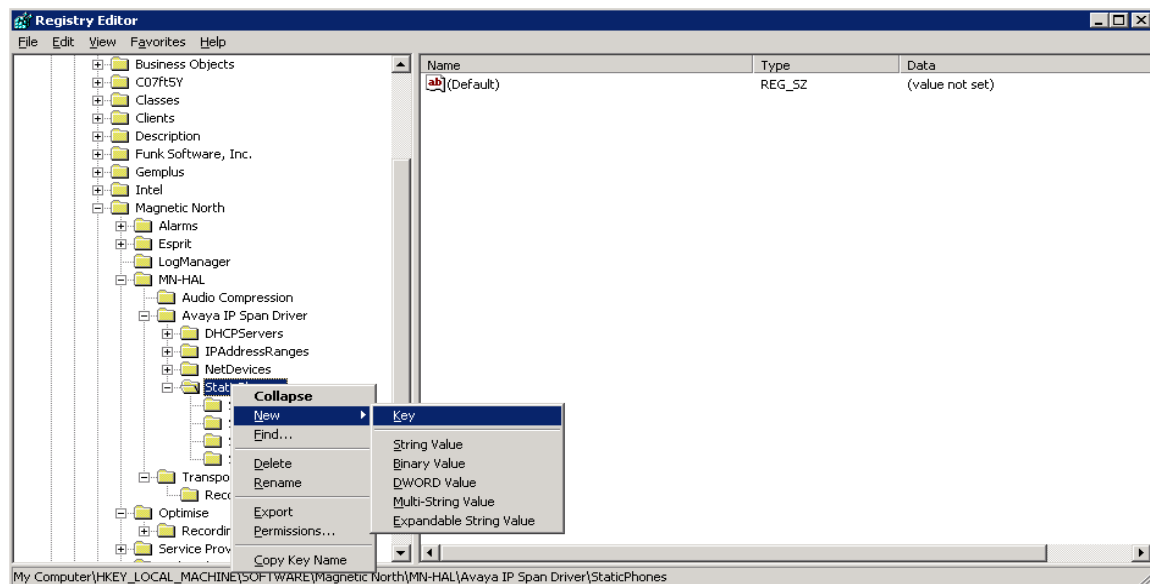 Registry Editor
File Edit View Favorites Help
Name Type Data
(Default) REG_SZ (value not set)
Business Objects
C07ft5Y
Classes
Clients
Description
Funk Software, Inc.
Gemplus
Intel
Magnetic North
Alarms
Esprit
LogManager
MN-HAL
Audio Compression
Avaya IP Span Driver
DHCPServers
IPAddressRanges
NetDevices
Transpo
Optimise
Service Prov
Collapse
New
Find...
Delete
Rename
Export
Permissions...
Copy Key Name
Key
String Value
Binary Value
DWORD Value
Multi-String Value
Expandable String Value
My Computer\HKEY_LOCAL_MACHINE\SOFTWARE\Magnetic North\MN-HAL\Avaya IP Span Driver\StaticPhones